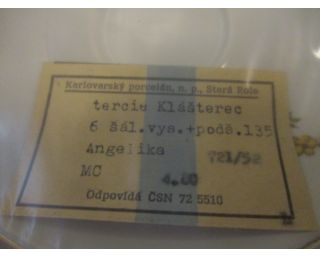 Karlovarský porcelán, n. p., Stará Role
tercie Klášterec
6 šál.vys.+podš.135
Angelika 721/52
MC 4.80
Odpovídá ČSN 72 5510